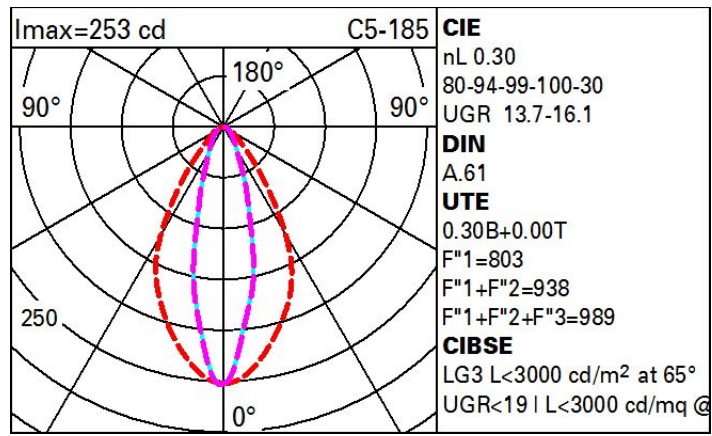 Imax=253 cd C5-185
180°
90° 90°
250
0°
CIE
nL 0.30
80-94-99-100-30
UGR 13.7-16.1
DIN
A.61
UTE
0.30B+0.00T
F"1=803
F"1+F"2=938
F"1+F"2+F"3=989
CIBSE
LG3 L<3000 cd/m² at 65°
UGR<19 | L<3000 cd/mq @